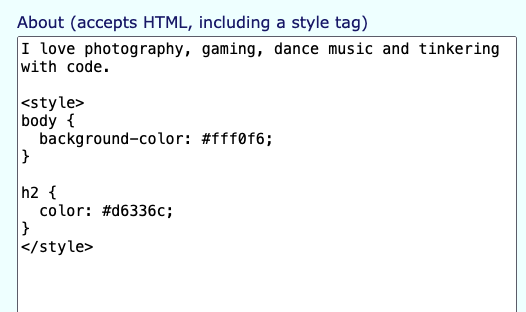 About (accepts HTML, including a style tag)
I love photography, gaming, dance music and tinkering
with code.
<style>
body {
  background-color: #fff0f6;
}
h2 {
  color: #d6336c;
}
</style>